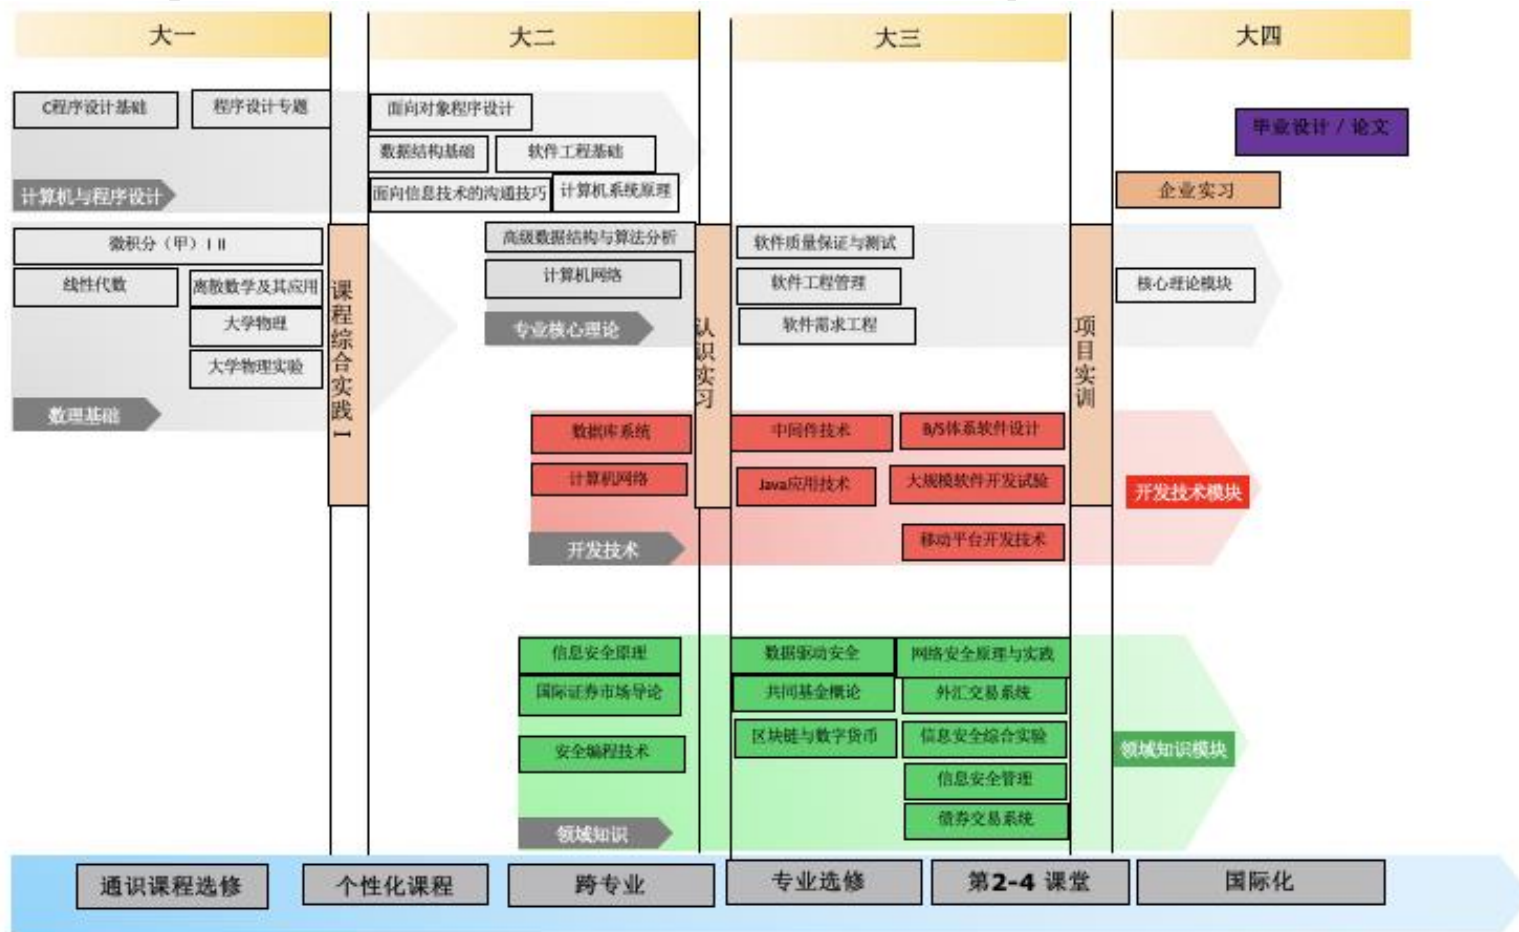 大一
大二
大三
大四
C程序设计基础
程序设计专题
面向对象程序设计
毕业设计 / 论文
数据结构基础
软件工程基础
计算机与程序设计
面向信息技术的沟通技巧
计算机系统原理
企业实习
微积分（甲）I II
高级数据结构与算法分析
软件质量保证与测试
线性代数
离散数学及其应用
计算机网络
软件工程管理
核心理论模块
大学物理
专业核心理论
软件需求工程
大学物理实验
数理基础
课程综合实践 I
认识实习
项目实训
数据库系统
中间件技术
B/S体系软件设计
计算机网络
Java应用技术
大规模软件开发试验
开发技术模块
开发技术
移动平台开发技术
信息安全原理
数据驱动安全
网络安全原理与实践
国际证券市场导论
共同基金概论
外汇交易系统
安全编程技术
区块链与数字货币
信息安全综合实验
领域知识模块
信息安全管理
领域知识
债券交易系统
通识课程选修
个性化课程
跨专业
专业选修
第2-4 课堂
国际化